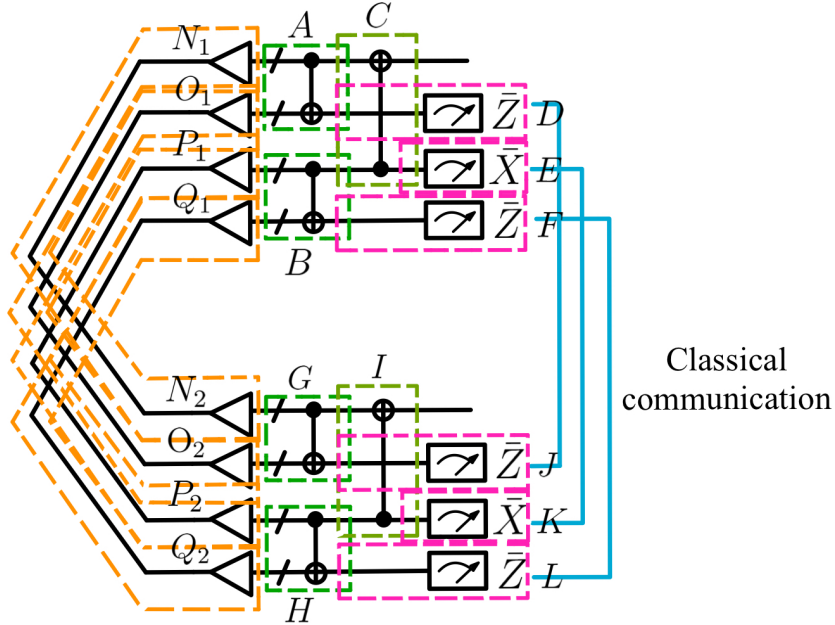 N₁ A C
O₁ Z̄ D
P₁ X̄ E
Q₁ Z̄ F
B
Classical
communication
N₂ G I
O₂ Z̄ J
P₂ X̄ K
Q₂ Z̄ L
H